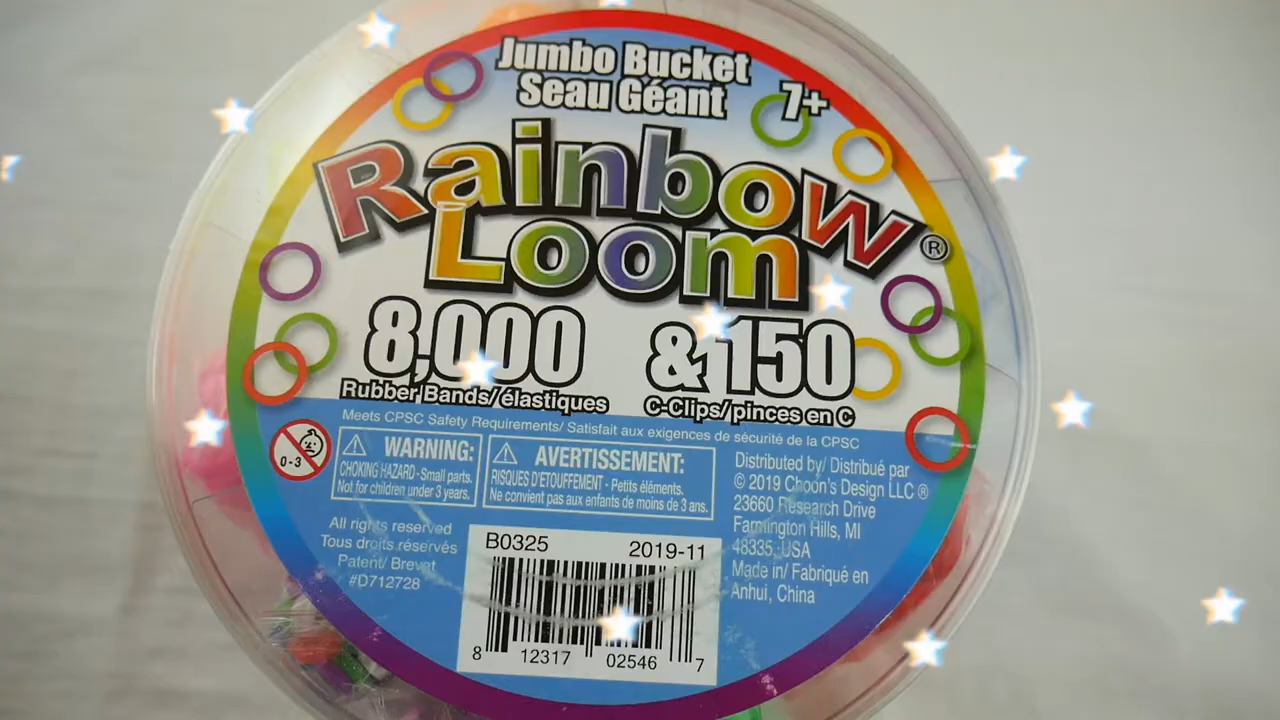 Jumbo Bucket
Seau Géant
7+
Rainbow
Loom®
8,000 & 150
Rubber Bands/élastiques C-Clips/pinces en C
Meets CPSC Safety Requirements/ Satisfait aux exigences de sécurité de la CPSC
0-3
WARNING:
CHOKING HAZARD - Small parts.
Not for children under 3 years.
AVERTISSEMENT:
RISQUES D'ETOUFFEMENT - Petits éléments.
Ne convient pas aux enfants de moins de 3 ans.
Distributed by/ Distribué par
© 2019 Choon's Design LLC ®
23660 Research Drive
Farmington Hills, MI
48335, USA
Made in/ Fabriqué en
Anhui, China
All rights reserved
Tous droits réservés
Patent/ Brevet
#D712728
B0325 2019-11
8 12317 02546 7